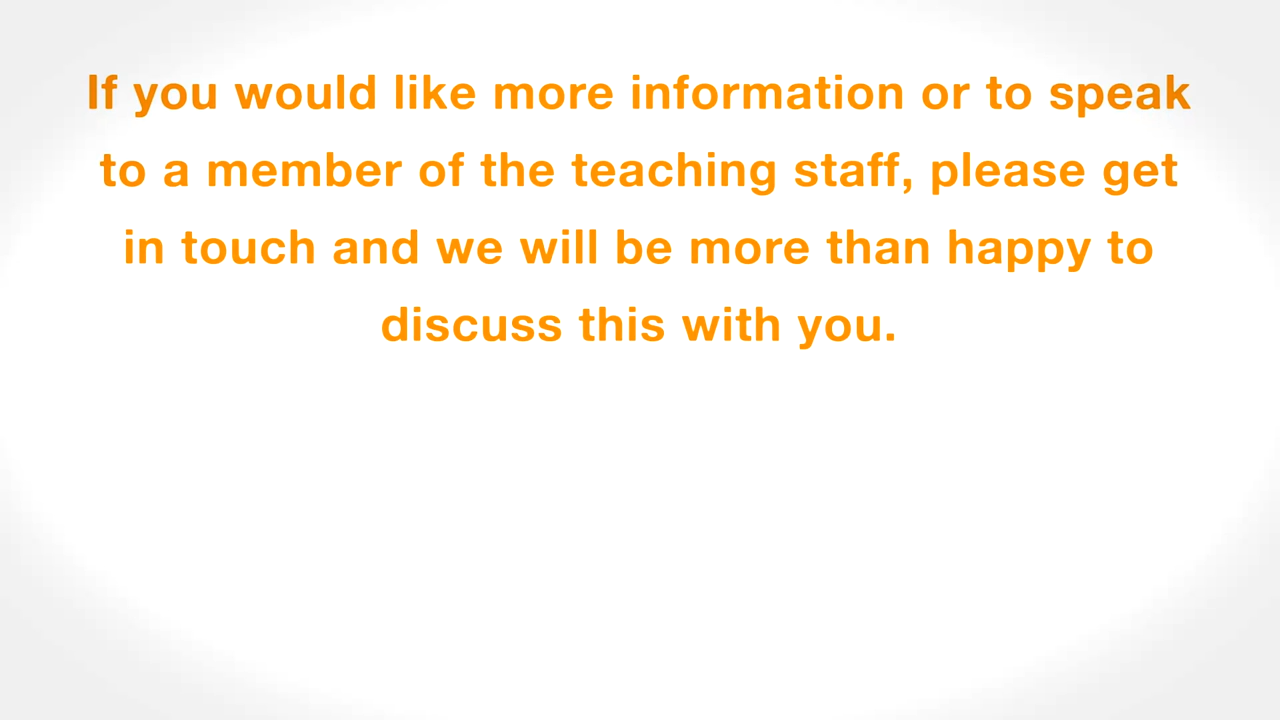 If you would like more information or to speak
to a member of the teaching staff, please get
in touch and we will be more than happy to
discuss this with you.